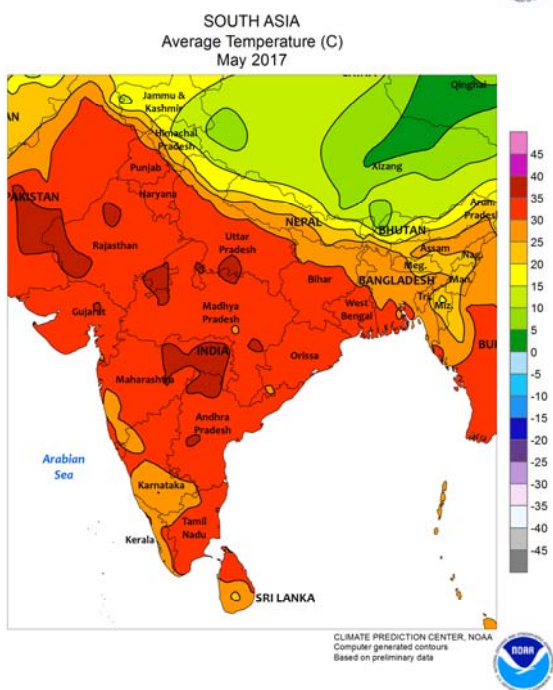 SOUTH ASIA
Average Temperature (C)
May 2017
Qinghai
Jammu &
Kashmir
Himachal
Pradesh
Xizang
Punjab
PAKISTAN
Haryana
Arun.
Pradesh
NEPAL
BHUTAN
Rajasthan
Uttar
Pradesh
Assam
Nag.
Meg.
Bihar
BANGLADESH
Man.
Tri.
Miz.
Gujarat
Madhya
Pradesh
West
Bengal
INDIA
Orissa
BU
Maharashtra
Andhra
Pradesh
Arabian
Sea
Karnataka
Kerala
Tamil
Nadu
SRI LANKA
45
40
35
30
25
20
15
10
5
0
-5
-10
-15
-20
-25
-30
-35
-40
-45
CLIMATE PREDICTION CENTER, NOAA
Computer generated contours
Based on preliminary data
NOAA